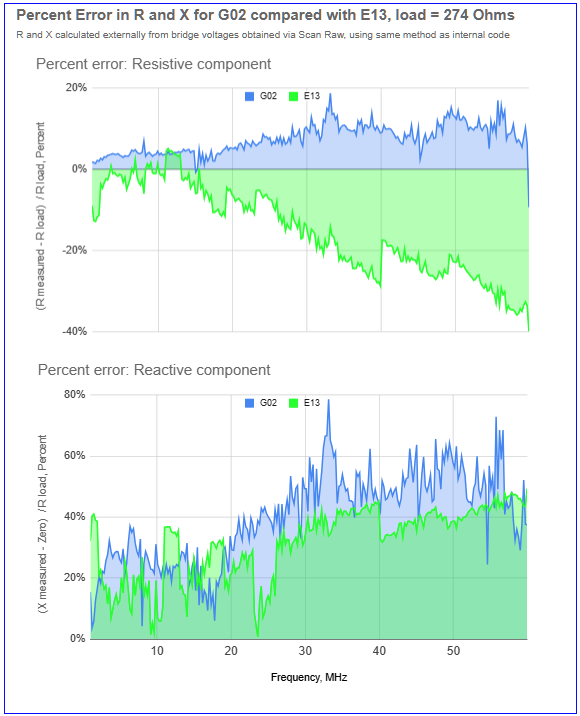 Percent Error in R and X for G02 compared with E13, load = 274 Ohms
R and X calculated externally from bridge voltages obtained via Scan Raw, using same method as internal code
Percent error: Resistive component
G02 E13
(R measured - R load) / R load, Percent
20%
0%
-20%
-40%
Percent error: Reactive component
G02 E13
(X measured - Zero) / R load, Percent
80%
60%
40%
20%
0%
10 20 30 40 50
Frequency, MHz